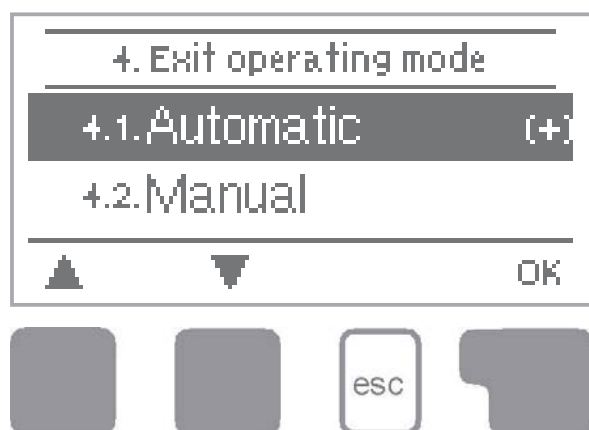 4. Exit operating mode
4.1. Automatic (+)
4.2. Manual
▲ ▼ OK
esc